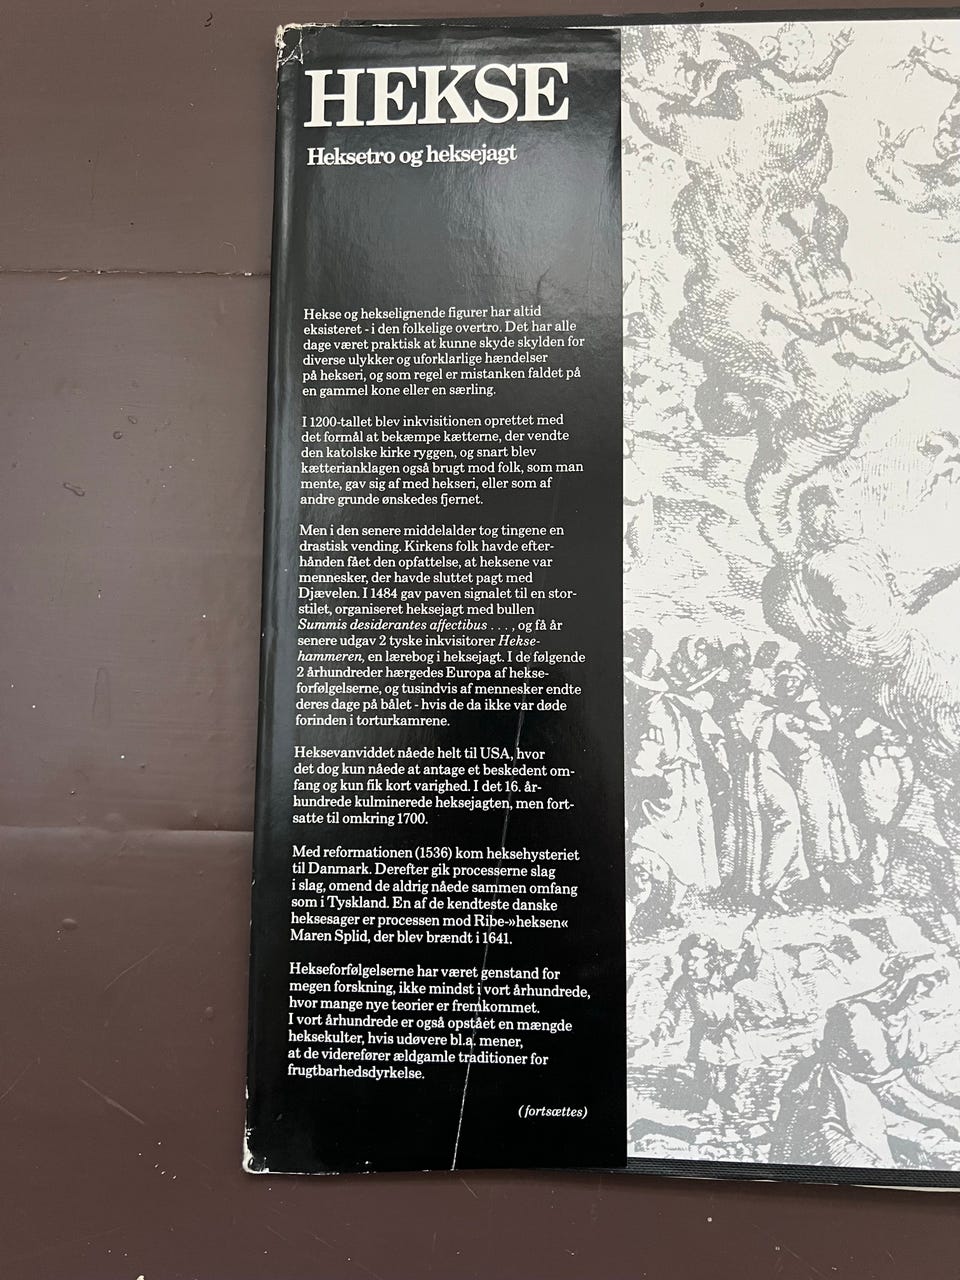 HEKSE
Heksetro og heksejagt
Hekse og hekselignende figurer har altid
eksisteret - i den folkelige overtro. Det har alle
dage været praktisk at kunne skyde skylden for
diverse ulykker og uforklarlige hændelser
på hekseri, og som regel er mistanken faldet på
en gammel kone eller en særling.
I 1200-tallet blev inkvisitionen oprettet med
det formål at bekæmpe kætterne, der vendte
den katolske kirke ryggen, og snart blev
kætterianklagen også brugt mod folk, som man
mente, gav sig af med hekseri, eller som af
andre grunde ønskedes fjernet.
Men i den senere middelalder tog tingene en
drastisk vending. Kirkens folk havde efter-
hånden fået den opfattelse, at heksene var
mennesker, der havde sluttet pagt med
Djævelen. I 1484 gav paven signalet til en stor-
stilet, organiseret heksejagt med bullen
Summis desiderantes affectibus . . . , og få år
senere udgav 2 tyske inkvisitorer Hekse-
hammeren, en lærebog i heksejagt. I de følgende
2 århundreder hærgedes Europa af hekse-
forfølgelserne, og tusindvis af mennesker endte
deres dage på bålet - hvis de da ikke var døde
forinden i torturkamrene.
Heksevanviddet nåede helt til USA, hvor
det dog kun nåede at antage et beskedent om-
fang og kun fik kort varighed. I det 16. år-
hundrede kulminerede heksejagten, men fort-
satte til omkring 1700.
Med reformationen (1536) kom heksehysteriet
til Danmark. Derefter gik processerne slag
i slag, omend de aldrig nåede sammen omfang
som i Tyskland. En af de kendteste danske
heksesager er processen mod Ribe-»heksen«
Maren Splid, der blev brændt i 1641.
Hekseforfølgelserne har været genstand for
megen forskning, ikke mindst i vort århundrede,
hvor mange nye teorier er fremkommet.
I vort århundrede er også opstået en mængde
heksekulter, hvis udøvere bl.a. mener,
at de viderefører ældgamle traditioner for
frugtbarhedsdyrkelse.
(fortsættes)